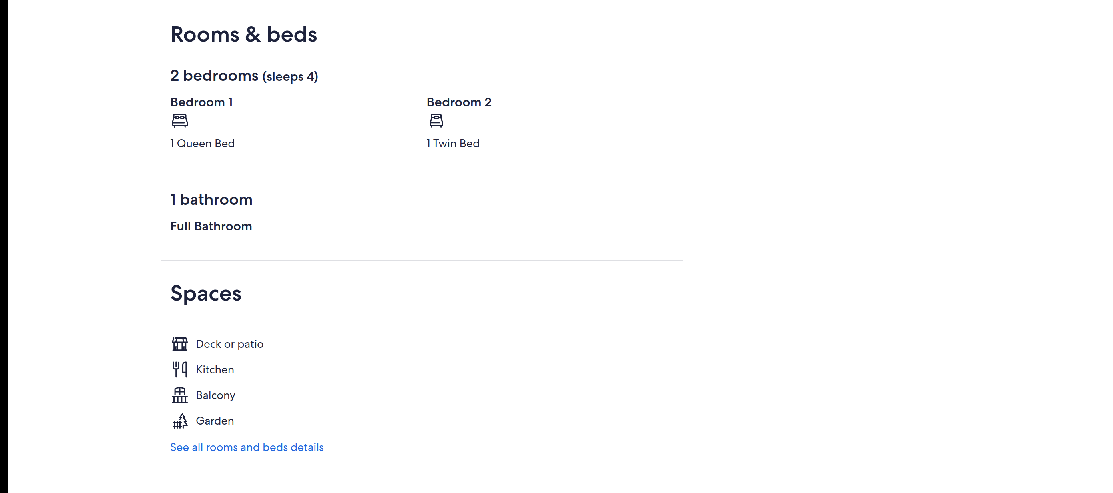 Rooms & beds
2 bedrooms (sleeps 4)
Bedroom 1
1 Queen Bed
Bedroom 2
1 Twin Bed
1 bathroom
Full Bathroom
Spaces
Deck or patio
Kitchen
Balcony
Garden
See all rooms and beds details